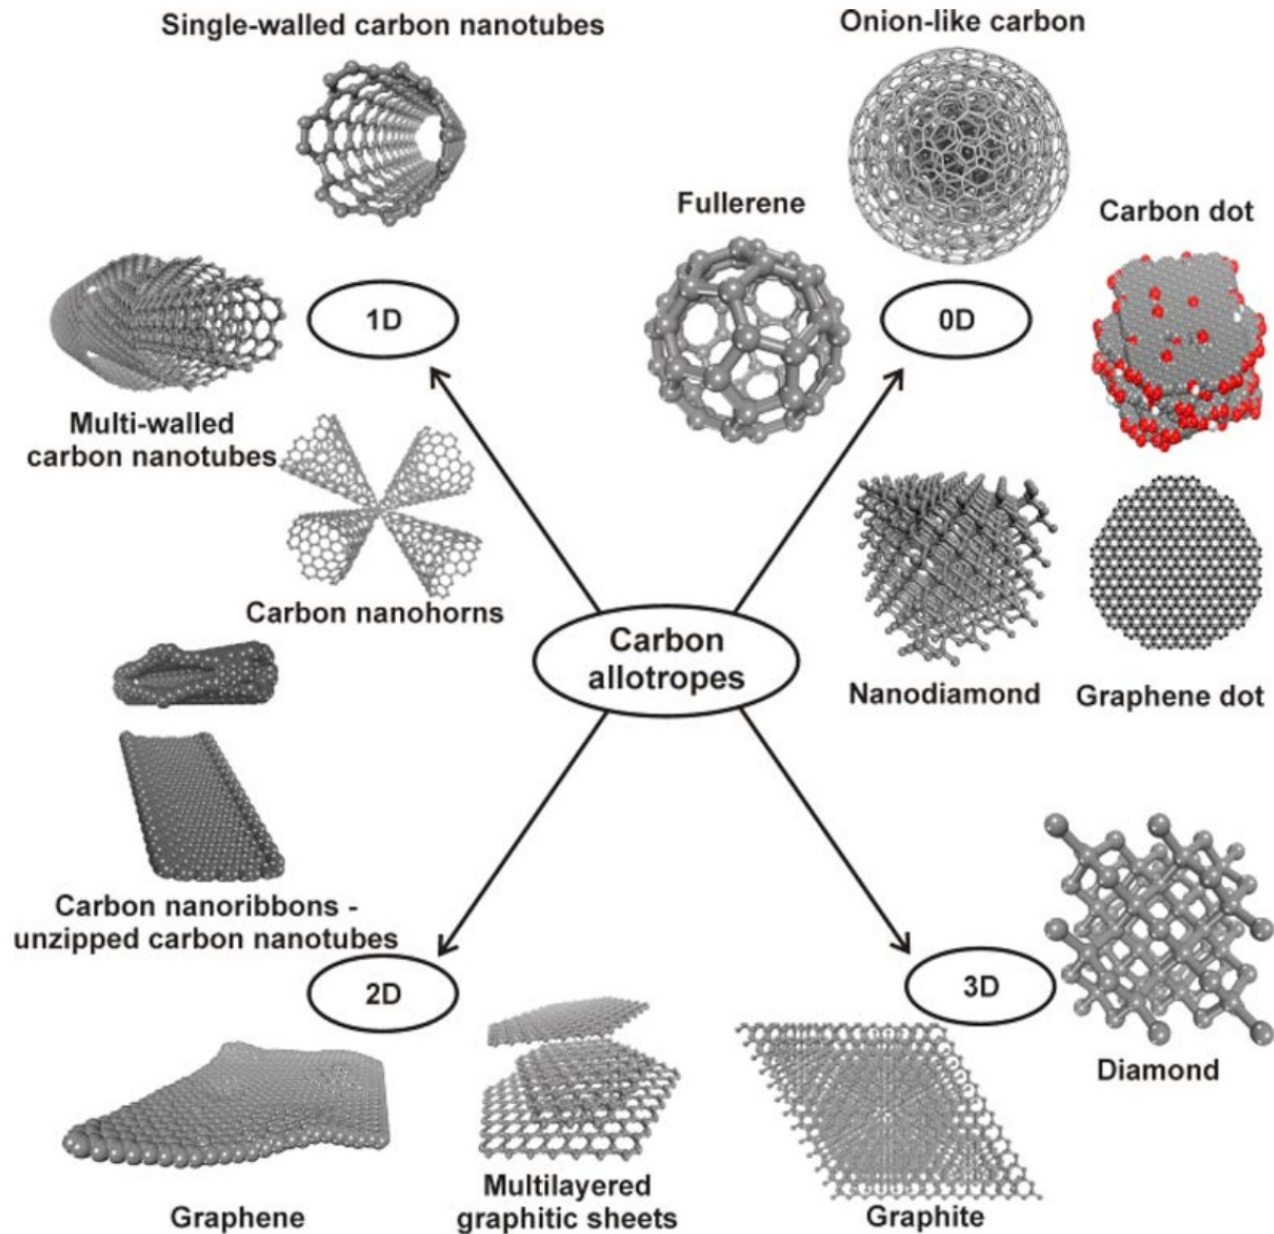 Single-walled carbon nanotubes
Onion-like carbon
Fullerene
Carbon dot
1D
0D
Multi-walled
carbon nanotubes
Carbon nanohorns
Carbon
allotropes
Nanodiamond
Graphene dot
Carbon nanoribbons -
unzipped carbon nanotubes
2D
3D
Diamond
Graphene
Multilayered
graphitic sheets
Graphite